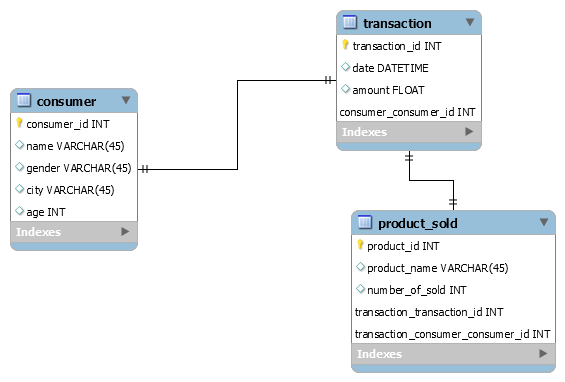 transaction
transaction_id INT
date DATETIME
amount FLOAT
consumer_consumer_id INT
Indexes
consumer
consumer_id INT
name VARCHAR(45)
gender VARCHAR(45)
city VARCHAR(45)
age INT
Indexes
product_sold
product_id INT
product_name VARCHAR(45)
number_of_sold INT
transaction_transaction_id INT
transaction_consumer_consumer_id INT
Indexes